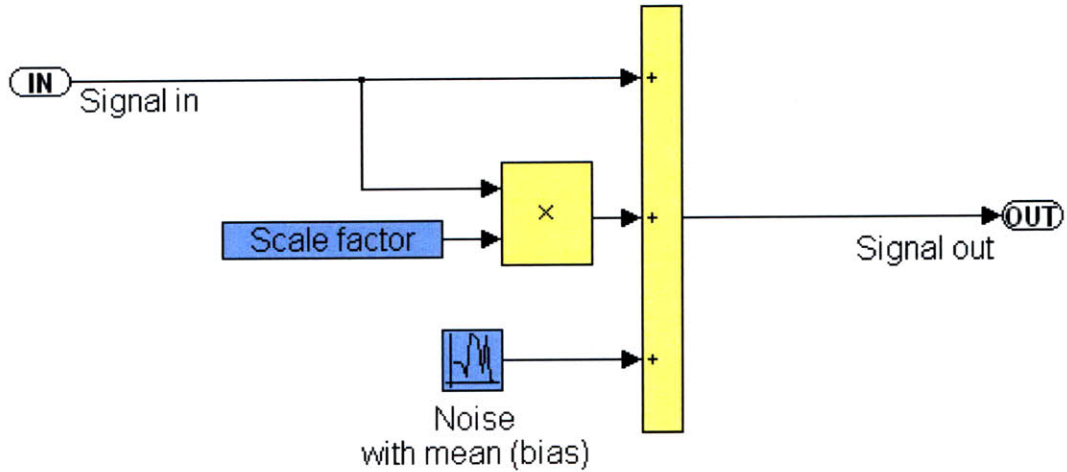 IN
Signal in
+
×
+
Scale factor
OUT
Signal out
+
Noise
with mean (bias)